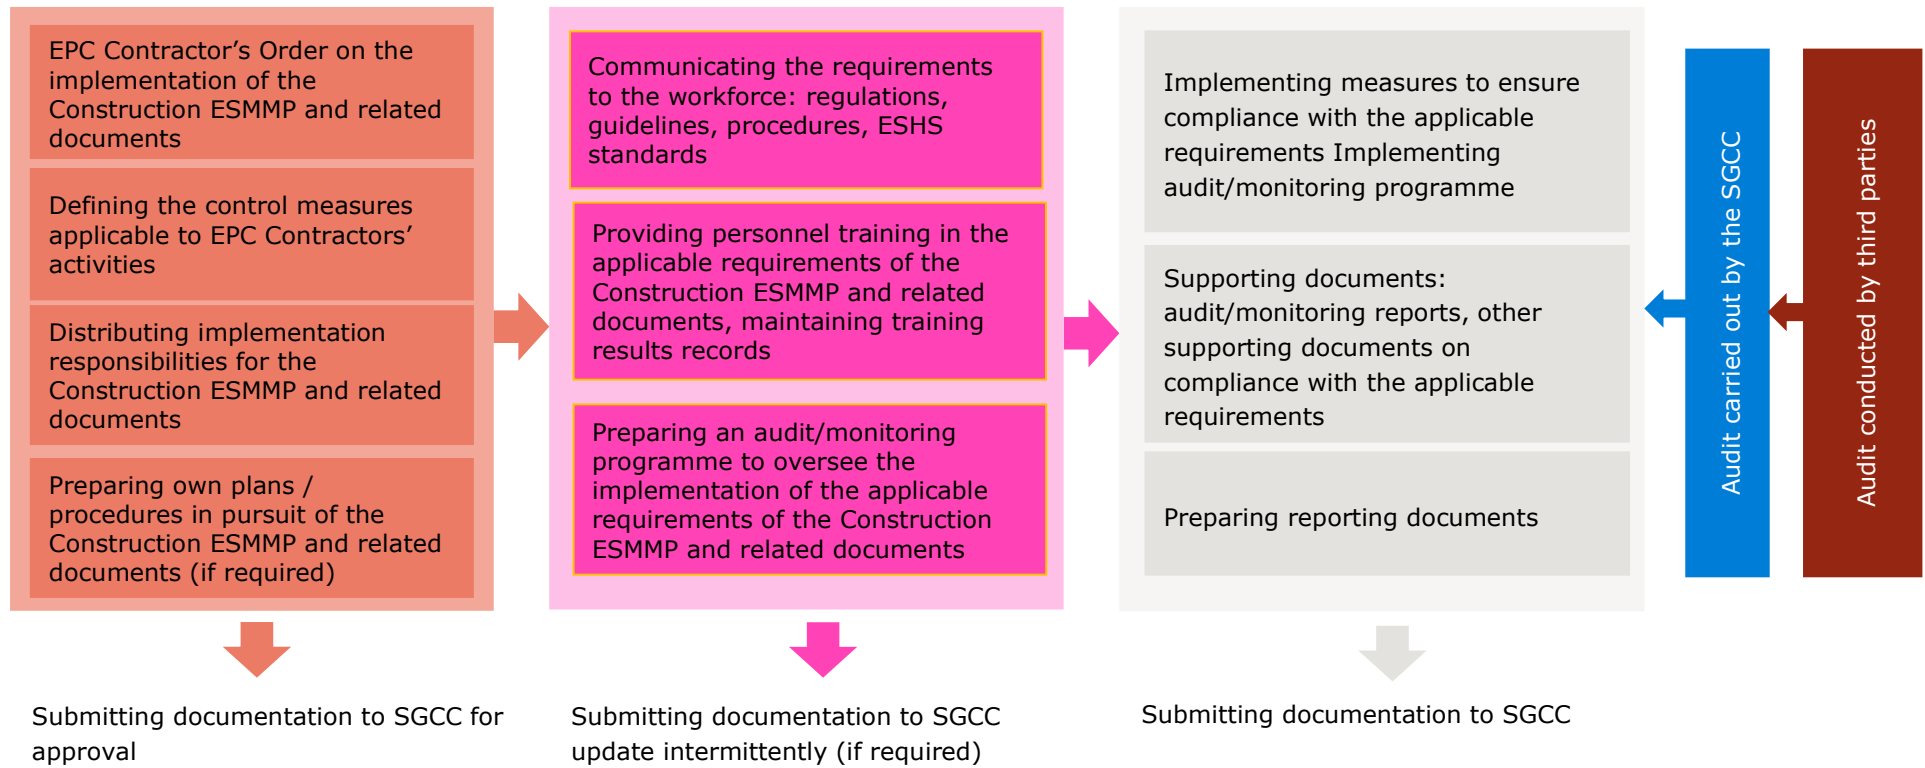 EPC Contractor’s Order on the
implementation of the
Construction ESMMP and related
documents
Defining the control measures
applicable to EPC Contractors’
activities
Distributing implementation
responsibilities for the
Construction ESMMP and related
documents
Preparing own plans /
procedures in pursuit of the
Construction ESMMP and related
documents (if required)
Submitting documentation to SGCC for
approval
Communicating the requirements
to the workforce: regulations,
guidelines, procedures, ESHS
standards
Providing personnel training in the
applicable requirements of the
Construction ESMMP and related
documents, maintaining training
results records
Preparing an audit/monitoring
programme to oversee the
implementation of the applicable
requirements of the Construction
ESMMP and related documents
Submitting documentation to SGCC
update intermittently (if required)
Implementing measures to ensure
compliance with the applicable
requirements Implementing
audit/monitoring programme
Supporting documents:
audit/monitoring reports, other
supporting documents on
compliance with the applicable
requirements
Preparing reporting documents
Submitting documentation to SGCC
Audit carried out by the SGCC
Audit conducted by third parties